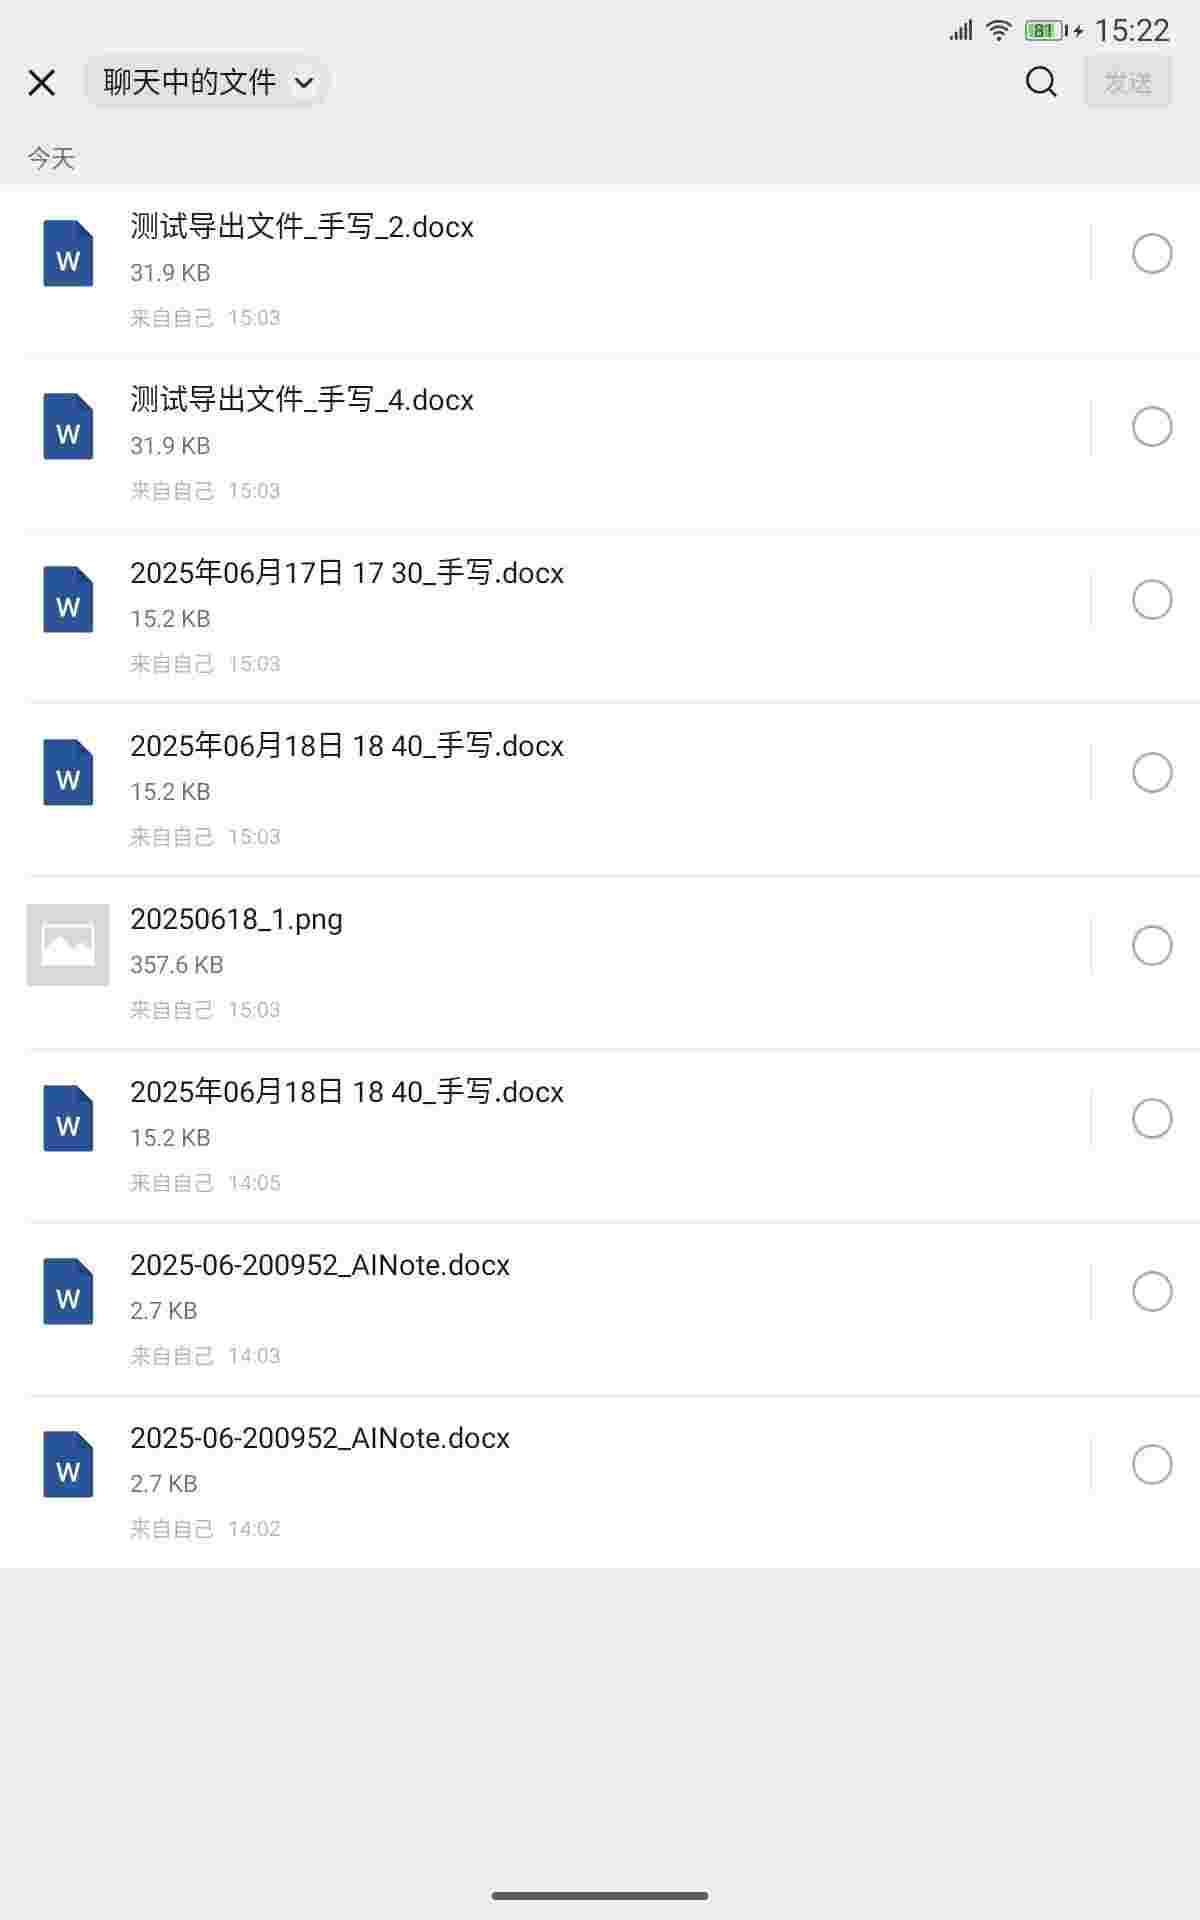 81 15:22
聊天中的文件 发送
今天
测试导出文件_手写_2.docx
W
31.9 KB
来自自己 15:03
测试导出文件_手写_4.docx
W
31.9 KB
来自自己 15:03
2025年06月17日 17 30_手写.docx
W
15.2 KB
来自自己 15:03
2025年06月18日 18 40_手写.docx
W
15.2 KB
来自自己 15:03
20250618_1.png
357.6 KB
来自自己 15:03
2025年06月18日 18 40_手写.docx
W
15.2 KB
来自自己 14:05
2025-06-200952_AINote.docx
W
2.7 KB
来自自己 14:03
2025-06-200952_AINote.docx
W
2.7 KB
来自自己 14:02